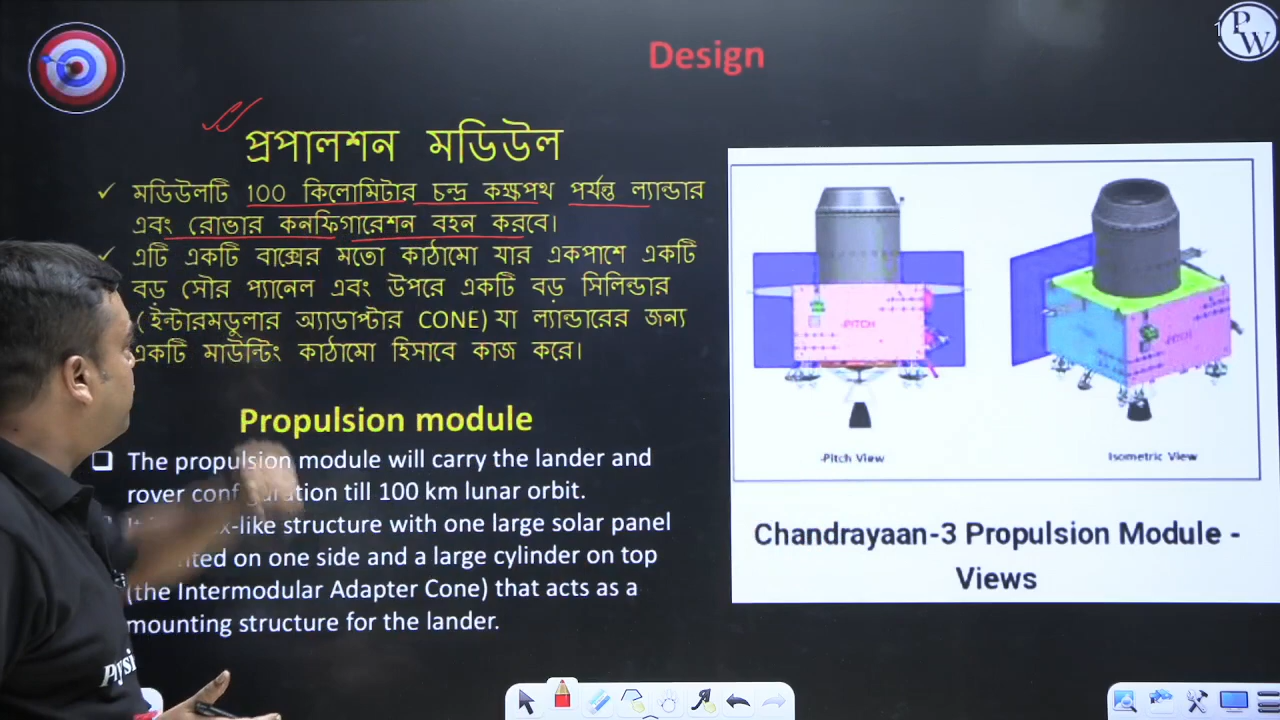 Design
PW
প্রপালশন মডিউল
মডিউলটি 100 কিলোমিটার চন্দ্র কক্ষপথ পর্যন্ত ল্যান্ডার
এবং রোভার কনফিগারেশন বহন করবে।
এটি একটি বাক্সের মতো কাঠামো যার একপাশে একটি
বড় সৌর প্যানেল এবং উপরে একটি বড় সিলিন্ডার
(ইন্টারমডুলার অ্যাডাপ্টার CONE) যা ল্যান্ডারের জন্য
একটি মাউন্টিং কাঠামো হিসাবে কাজ করে।
Propulsion module
The propulsion module will carry the lander and
rover till 100 km lunar orbit.
structure with one large solar panel
on one side and a large cylinder on top
(the Intermodular Adapter Cone) that acts as a
mounting structure for the lander.
-PITCH
-Pitch View
Isometric View
Chandrayaan-3 Propulsion Module -
Views